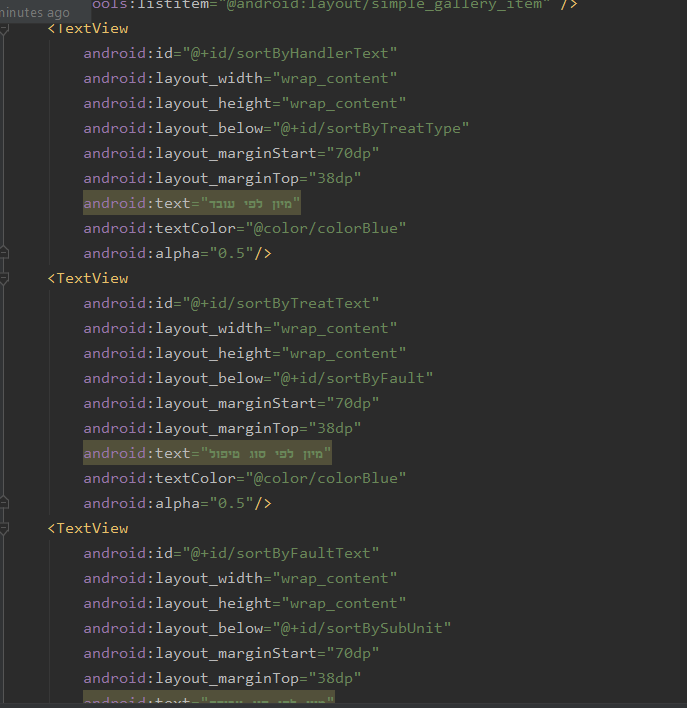 minutes ago
tools:listitem="@android:layout/simple_gallery_item" />
<TextView
android:id="@+id/sortByHandlerText"
android:layout_width="wrap_content"
android:layout_height="wrap_content"
android:layout_below="@+id/sortByTreatType"
android:layout_marginStart="70dp"
android:layout_marginTop="38dp"
android:text="מיון לפי עובד"
android:textColor="@color/colorBlue"
android:alpha="0.5"/>
<TextView
android:id="@+id/sortByTreatText"
android:layout_width="wrap_content"
android:layout_height="wrap_content"
android:layout_below="@+id/sortByFault"
android:layout_marginStart="70dp"
android:layout_marginTop="38dp"
android:text="מיון לפי סוג טיפול"
android:textColor="@color/colorBlue"
android:alpha="0.5"/>
<TextView
android:id="@+id/sortByFaultText"
android:layout_width="wrap_content"
android:layout_height="wrap_content"
android:layout_below="@+id/sortBySubUnit"
android:layout_marginStart="70dp"
android:layout_marginTop="38dp"
android:text="